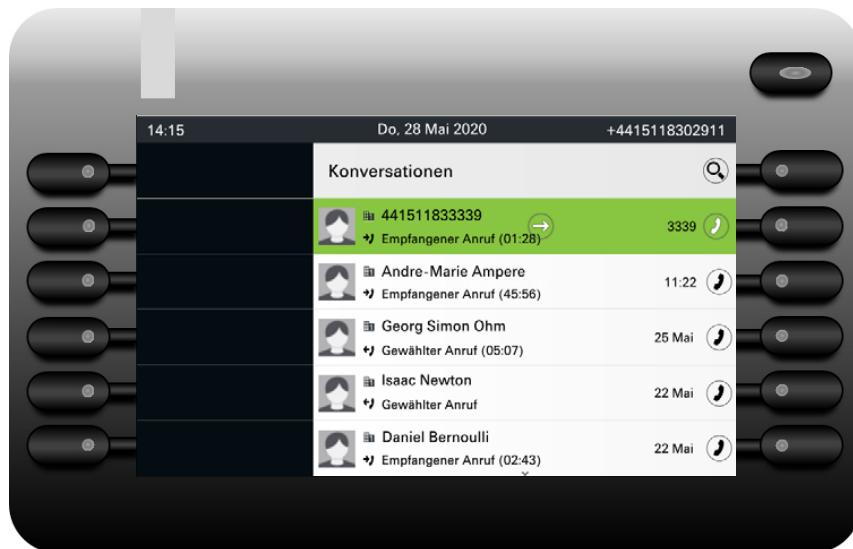 14:15 Do, 28 Mai 2020 +4415118302911
Konversationen
441511833339 3339
Empfangener Anruf (01:28)
Andre-Marie Ampere 11:22
Empfangener Anruf (45:56)
Georg Simon Ohm 25 Mai
Gewählter Anruf (05:07)
Isaac Newton 22 Mai
Gewählter Anruf
Daniel Bernoulli 22 Mai
Empfangener Anruf (02:43)